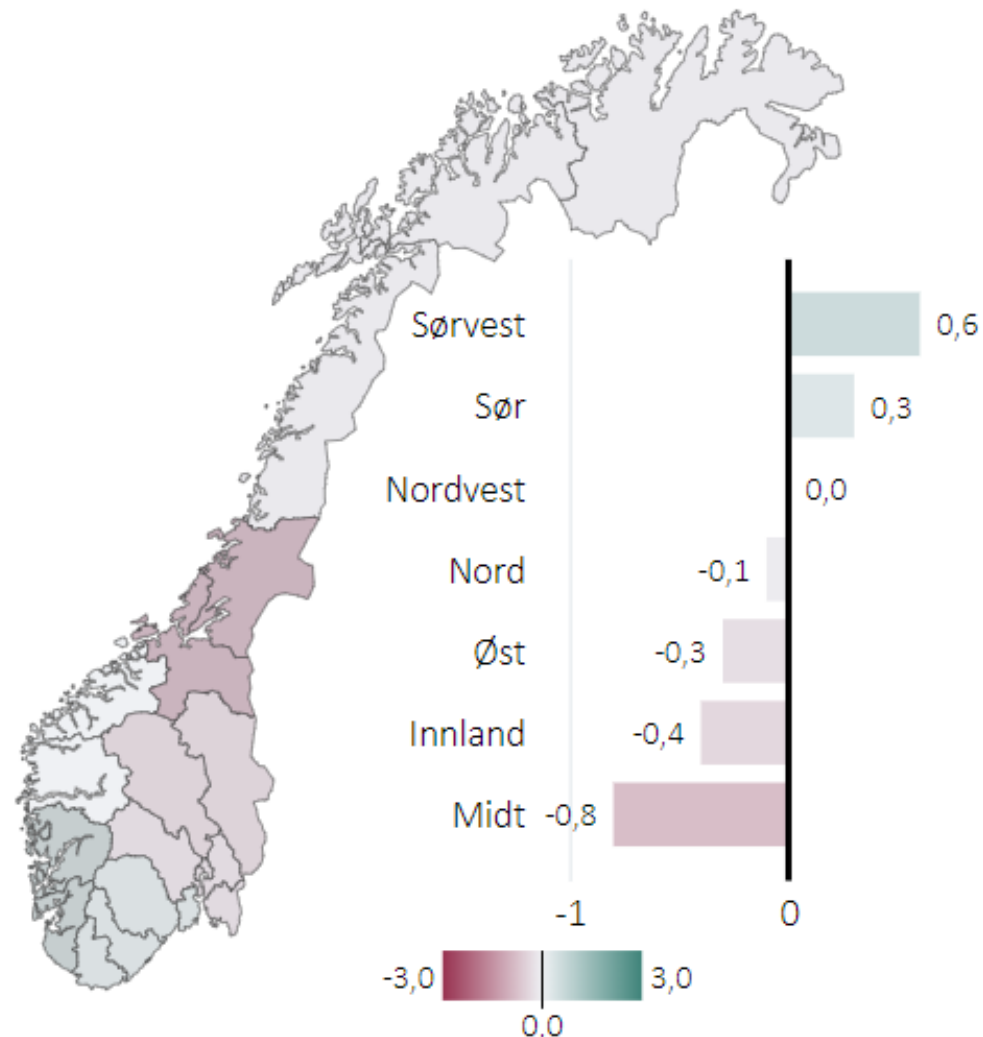 Sørvest 0,6
Sør 0,3
Nordvest 0,0
Nord -0,1
Øst -0,3
Innland -0,4
Midt -0,8
-1 0
-3,0 3,0
0,0